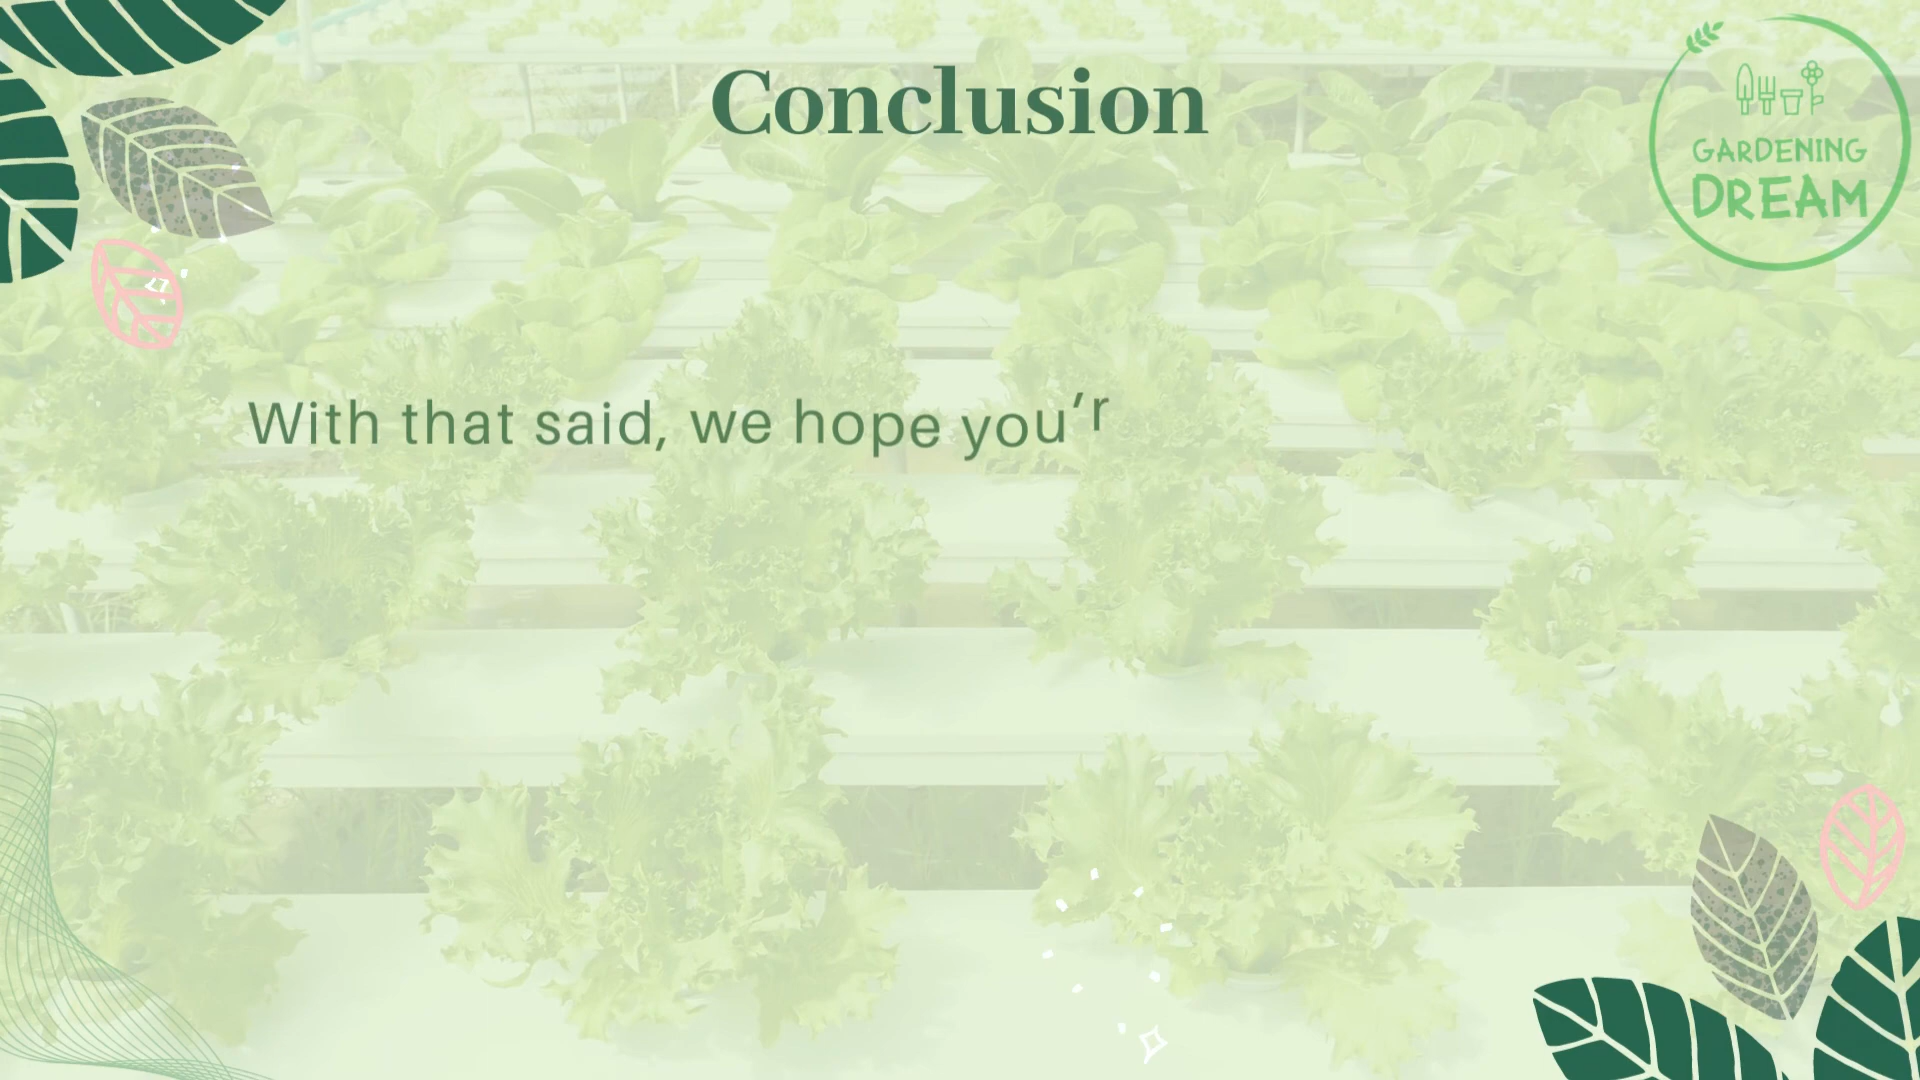 Conclusion
GARDENING
DREAM
With that said, we hope you’r